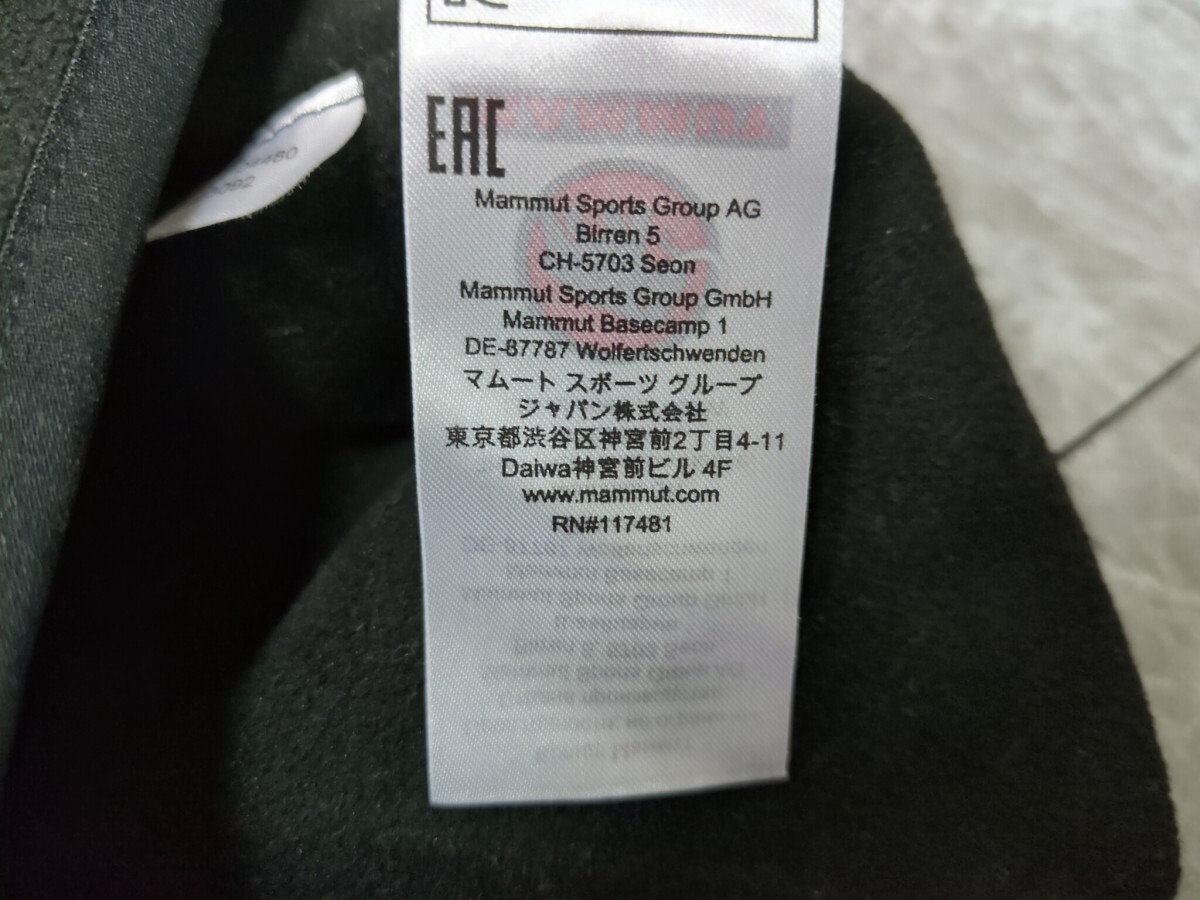 EAC
Mammut Sports Group AG
Birren 5
CH-5703 Seon
Mammut Sports Group GmbH
Mammut Basecamp 1
DE-87787 Wolfertschwenden
マムート スポーツ グループ
ジャパン株式会社
東京都渋谷区神宮前2丁目4-11
Daiwa神宮前ビル 4F
www.mammut.com
RN#117481